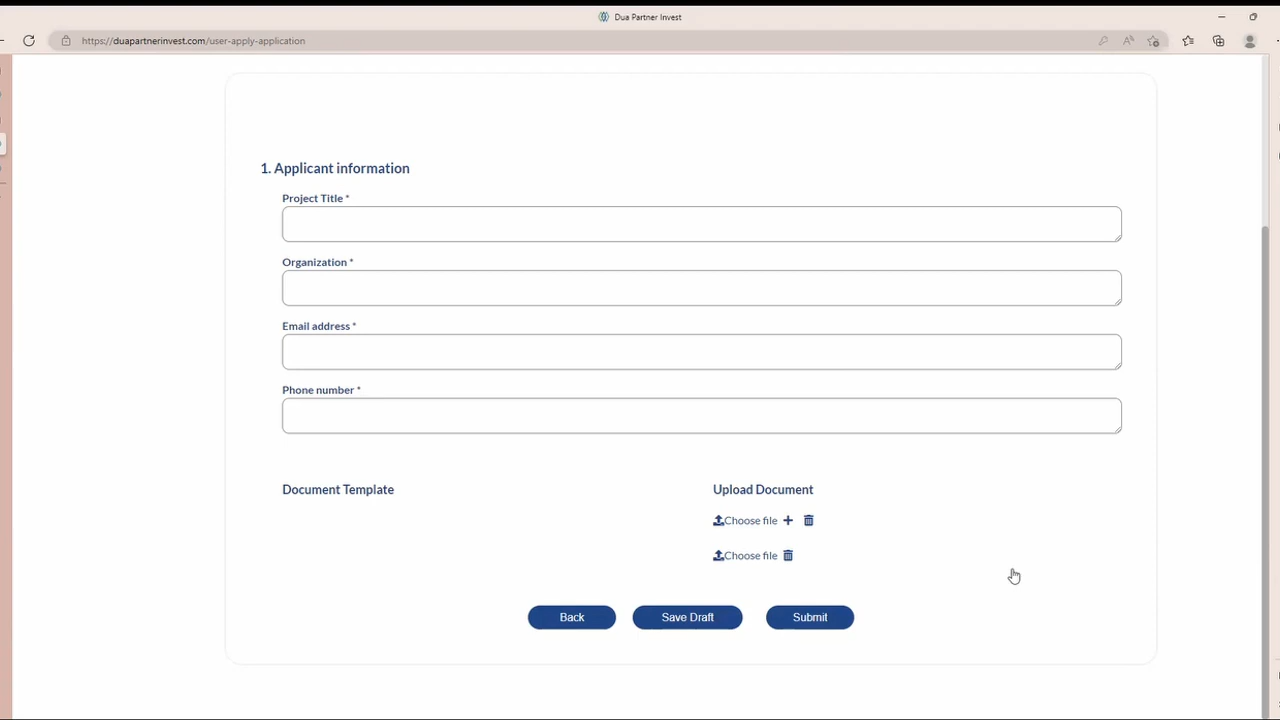 Dua Partner Invest
https://duapartnerinvest.com/user-apply-application
1. Applicant information
Project Title *
Organization *
Email address *
Phone number *
Document Template
Upload Document
Choose file
Choose file
Back
Save Draft
Submit